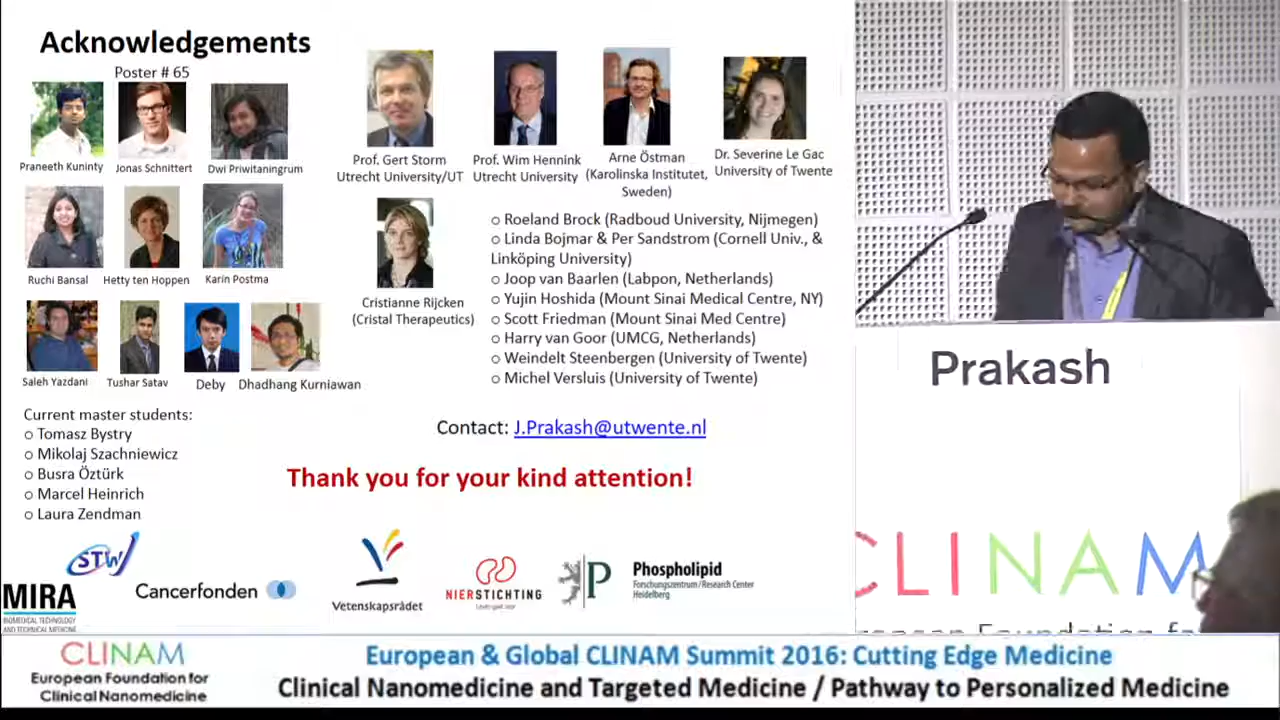 Acknowledgements
Poster # 65
Praneeth Kuninty
Jonas Schnittert
Dwi Priwitaningrum
Ruchi Bansal
Hetty ten Hoppen
Karin Postma
Saleh Yazdani
Tushar Satav
Deby
Dhadhang Kurniawan
Current master students:
o Tomasz Bystry
o Mikolaj Szachniewicz
o Busra Öztürk
o Marcel Heinrich
o Laura Zendman
Prof. Gert Storm
Utrecht University/UT
Prof. Wim Hennink
Utrecht University
Arne Östman
(Karolinska Institutet,
Sweden)
Dr. Severine Le Gac
University of Twente
Cristianne Rijcken
(Cristal Therapeutics)
o Roeland Brock (Radboud University, Nijmegen)
o Linda Bojmar & Per Sandstrom (Cornell Univ., &
Linköping University)
o Joop van Baarlen (Labpon, Netherlands)
o Yujin Hoshida (Mount Sinai Medical Centre, NY)
o Scott Friedman (Mount Sinai Med Centre)
o Harry van Goor (UMCG, Netherlands)
o Weindelt Steenbergen (University of Twente)
o Michel Versluis (University of Twente)
Contact: J.Prakash@utwente.nl
Thank you for your kind attention!
STW
MIRA
BIOMEDICAL TECHNOLOGY
AND TECHNICAL MEDICINE
Cancerfonden
Vetenskapsrådet
NIERSTICHTING
P
Phospholipid
Forschungszentrum / Research Center
Heidelberg
Prakash
CLINAM
CLINAM
European Foundation for
Clinical Nanomedicine
European & Global CLINAM Summit 2016: Cutting Edge Medicine
Clinical Nanomedicine and Targeted Medicine / Pathway to Personalized Medicine